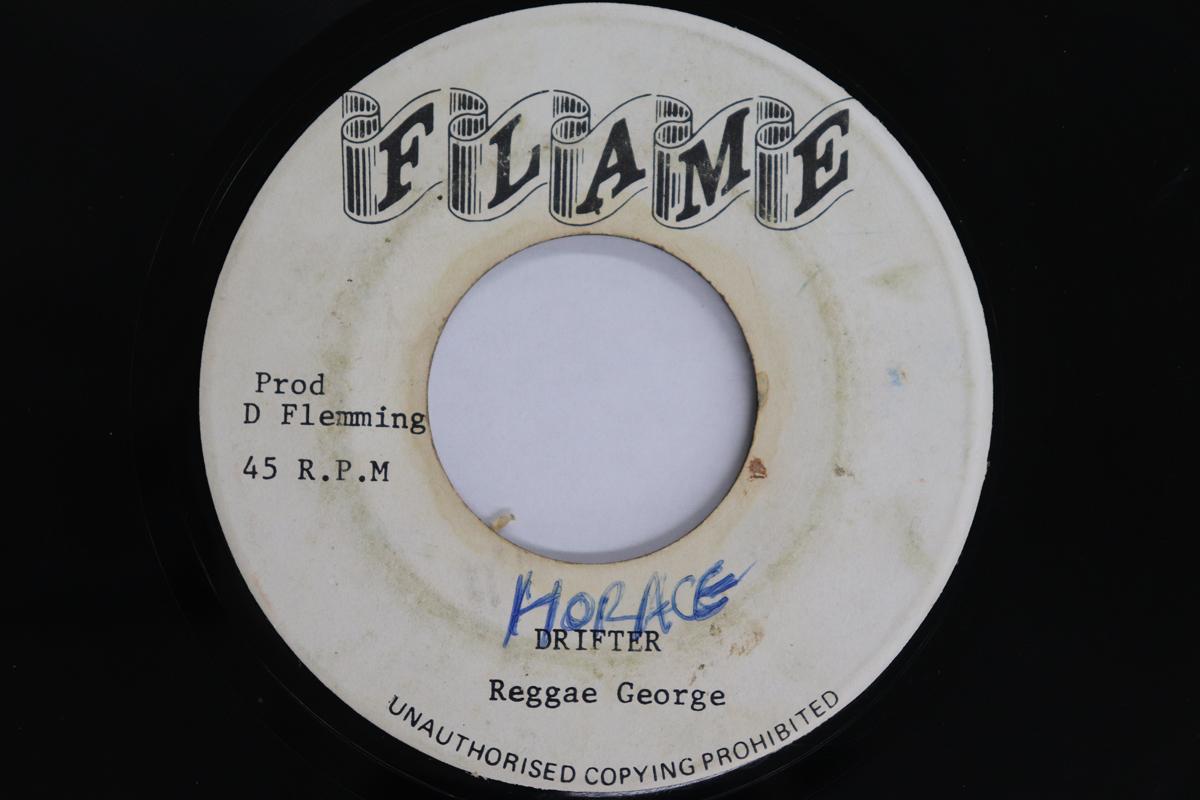 FLAME
Prod
D Flemming
45 R.P.M
HORACE
DRIFTER
Reggae George
UNAUTHORISED COPYING PROHIBITED